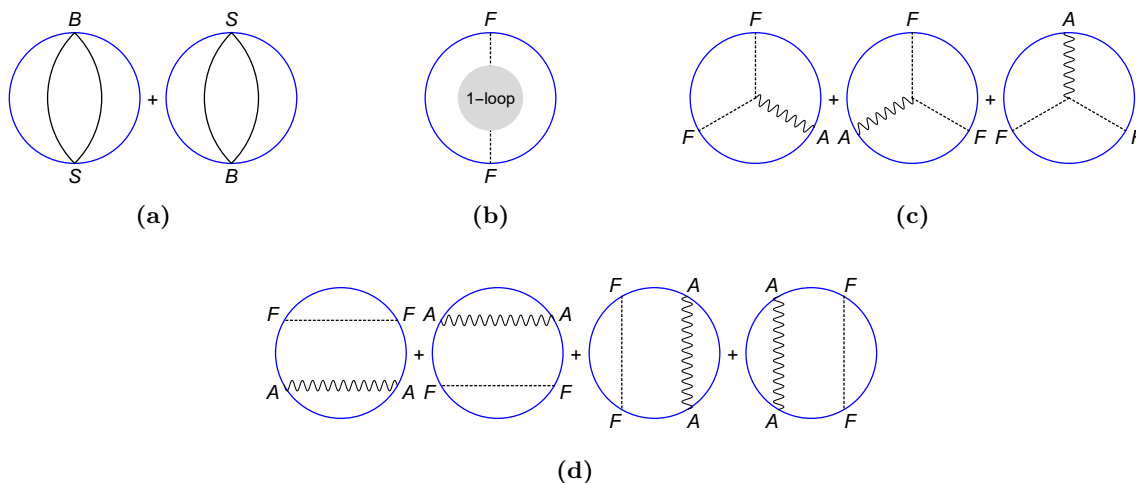 B S F F F A
+ 1−loop + +
F A A F F F
S B F
(a) (b) (c)
F A A A F
F F A A
+ + +
A A F F
F A A F
(d)